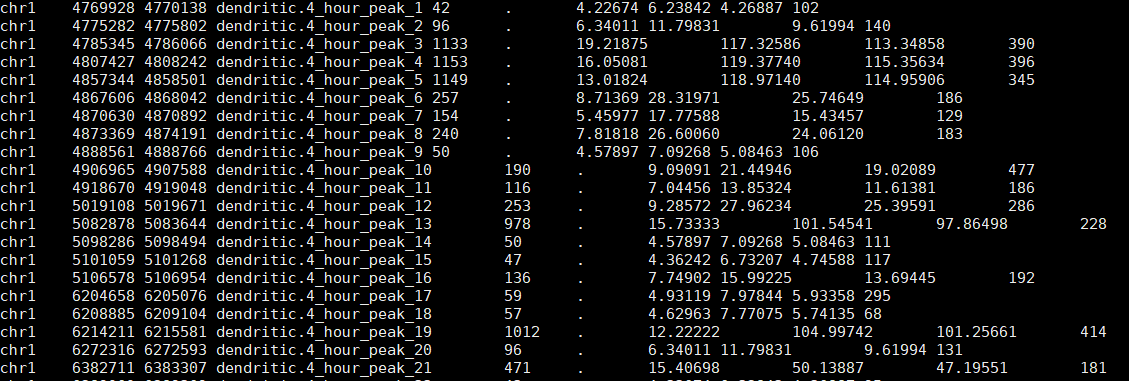 chr1 4769928 4770138 dendritic.4_hour_peak_1 42 . 4.22674 6.23842 4.26887 102
chr1 4775282 4775802 dendritic.4_hour_peak_2 96 . 6.34011 11.79831 9.61994 140
chr1 4785345 4786066 dendritic.4_hour_peak_3 1133 . 19.21875 117.32586 113.34858 390
chr1 4807427 4808242 dendritic.4_hour_peak_4 1153 . 16.05081 119.37740 115.35634 396
chr1 4857344 4858501 dendritic.4_hour_peak_5 1149 . 13.01824 118.97140 114.95906 345
chr1 4867606 4868042 dendritic.4_hour_peak_6 257 . 8.71369 28.31971 25.74649 186
chr1 4870630 4870892 dendritic.4_hour_peak_7 154 . 5.45977 17.77588 15.43457 129
chr1 4873369 4874191 dendritic.4_hour_peak_8 240 . 7.81818 26.60060 24.06120 183
chr1 4888561 4888766 dendritic.4_hour_peak_9 50 . 4.57897 7.09268 5.08463 106
chr1 4906965 4907588 dendritic.4_hour_peak_10 190 . 9.09091 21.44946 19.02089 477
chr1 4918670 4919048 dendritic.4_hour_peak_11 116 . 7.04456 13.85324 11.61381 186
chr1 5019108 5019671 dendritic.4_hour_peak_12 253 . 9.28572 27.96234 25.39591 286
chr1 5082878 5083644 dendritic.4_hour_peak_13 978 . 15.73333 101.54541 97.86498 228
chr1 5098286 5098494 dendritic.4_hour_peak_14 50 . 4.57897 7.09268 5.08463 111
chr1 5101059 5101268 dendritic.4_hour_peak_15 47 . 4.36242 6.73207 4.74588 117
chr1 5106578 5106954 dendritic.4_hour_peak_16 136 . 7.74902 15.99225 13.69445 192
chr1 6204658 6205076 dendritic.4_hour_peak_17 59 . 4.93119 7.97844 5.93358 295
chr1 6208885 6209104 dendritic.4_hour_peak_18 57 . 4.62963 7.77075 5.74135 68
chr1 6214211 6215581 dendritic.4_hour_peak_19 1012 . 12.22222 104.99742 101.25661 414
chr1 6272316 6272593 dendritic.4_hour_peak_20 96 . 6.34011 11.79831 9.61994 131
chr1 6382711 6383307 dendritic.4_hour_peak_21 471 . 15.40698 50.13887 47.19551 181